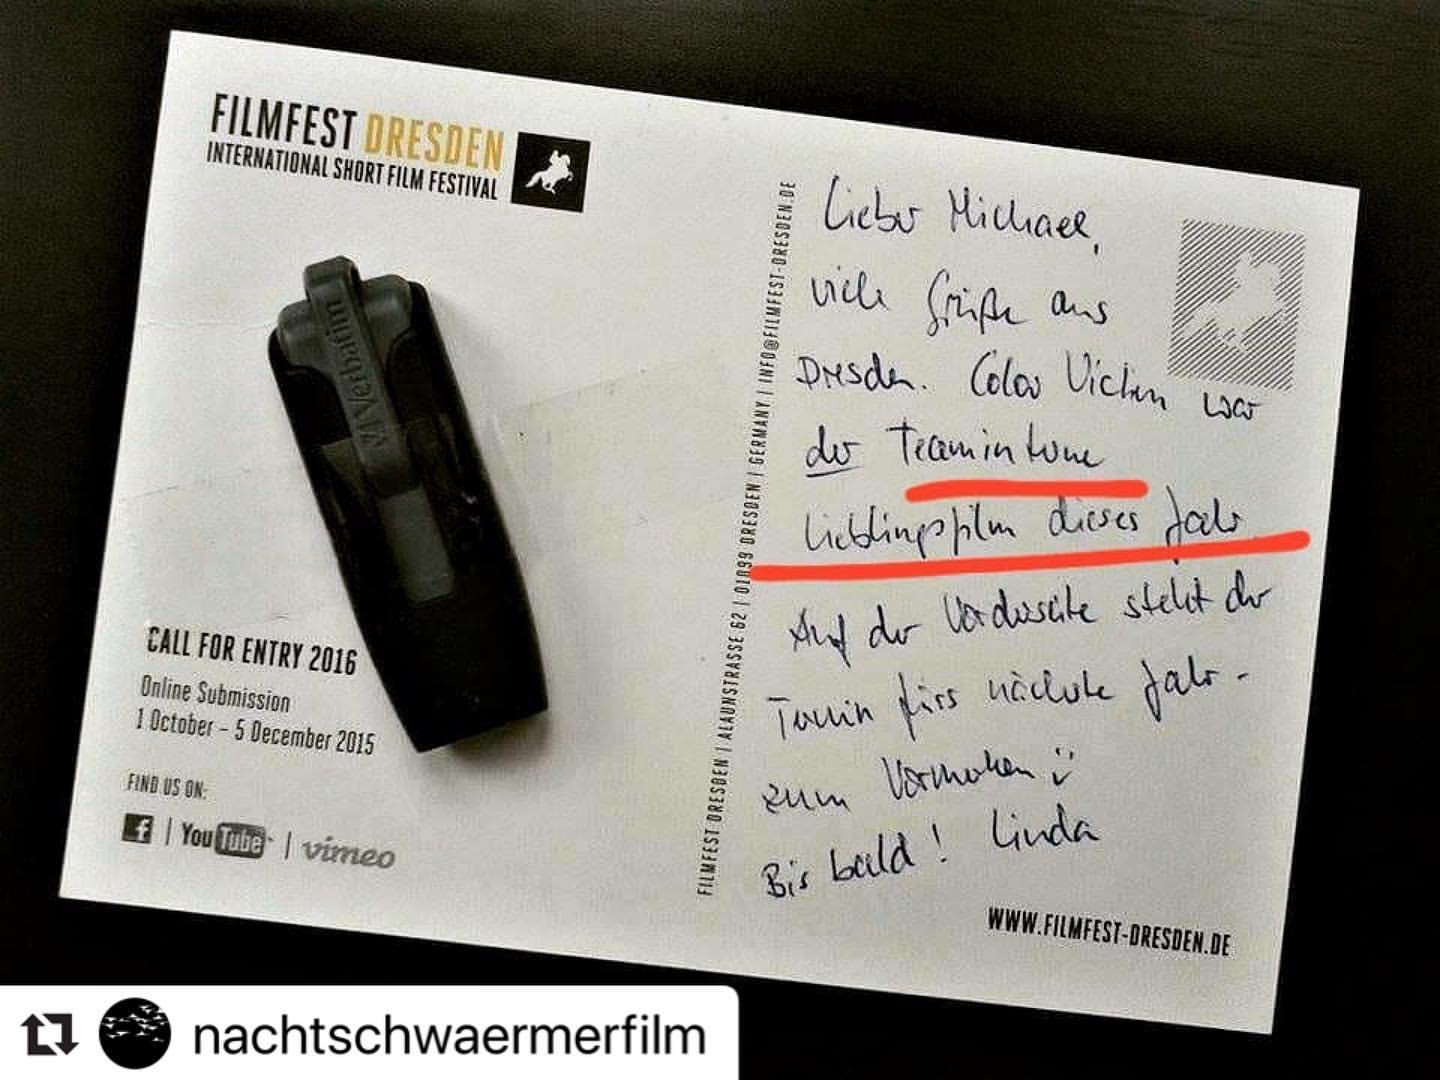 FILMFEST DRESDEN
INTERNATIONAL SHORT FILM FESTIVAL
Verbatim
CALL FOR ENTRY 2016
Online Submission
1 October – 5 December 2015
FIND US ON:
f | YouTube | vimeo
FILMFEST DRESDEN | ALAUNSTRASSE 62 | 01099 DRESDEN | GERMANY | INFO@FILMFEST-DRESDEN.DE
Lieber Michael,
viele Grüße aus
Dresden. Color War
der Teaminterne
Lieblingsfilm dieses Jahr
Auf der Vorderseite steht der
Termin fürs nächste Jahr -
zum Vormerken
Bis bald! Linda
WWW.FILMFEST-DRESDEN.DE
nachtschwaermerfilm